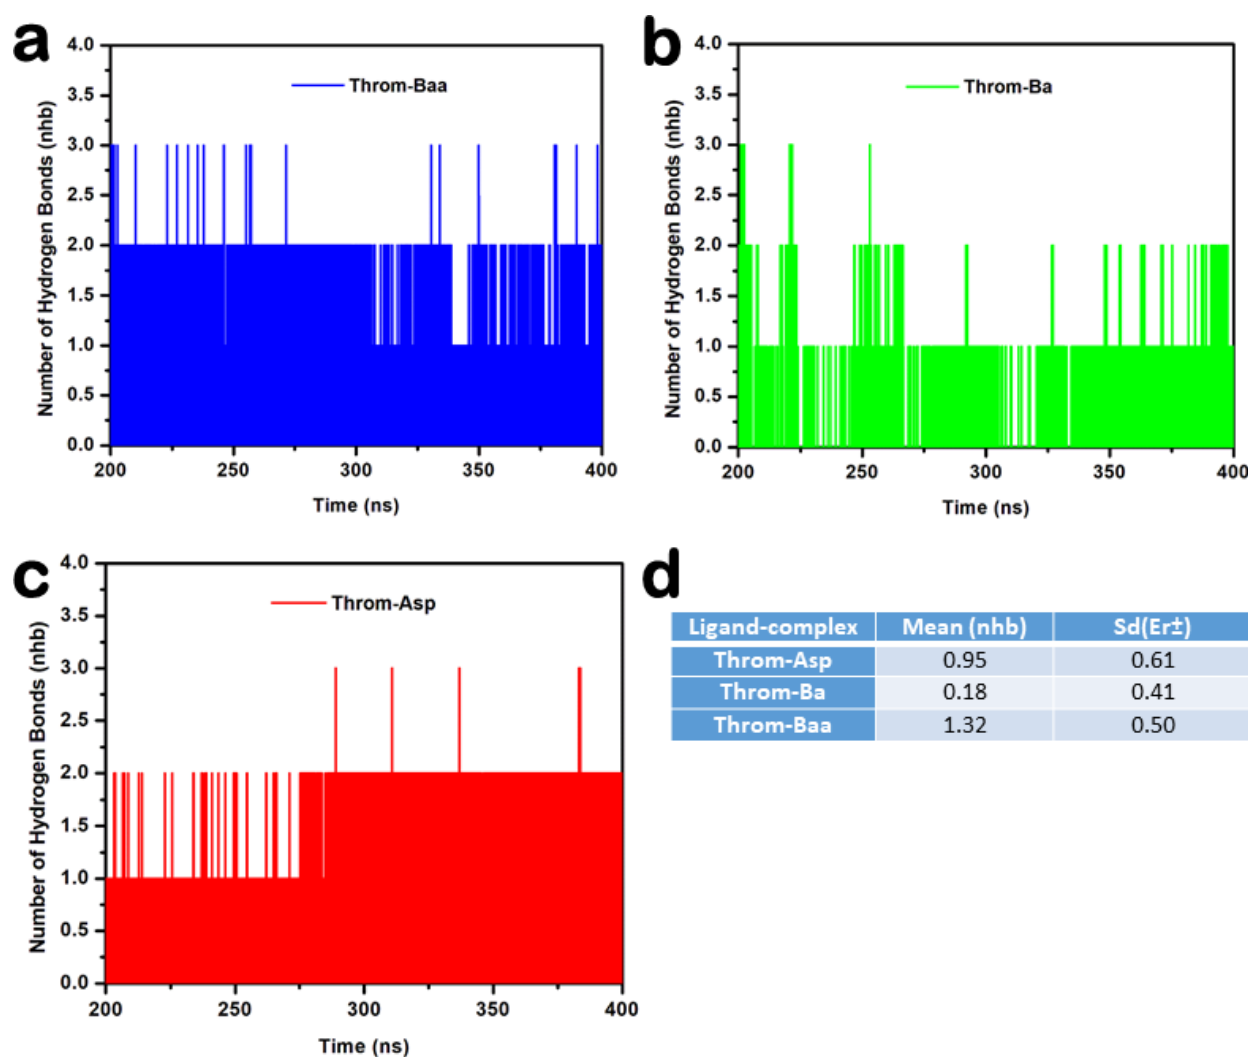 a
4.0
3.5
3.0
2.5
2.0
1.5
1.0
0.5
0.0
Number of Hydrogen Bonds (nhb)
Throm-Baa
200 250 300 350 400
Time (ns)
b
4.0
3.5
3.0
2.5
2.0
1.5
1.0
0.5
0.0
Number of Hydrogen Bonds (nhb)
Throm-Ba
200 250 300 350 400
Time (ns)
c
4.0
3.5
3.0
2.5
2.0
1.5
1.0
0.5
0.0
Number of Hydrogen Bonds (nhb)
Throm-Asp
200 250 300 350 400
Time (ns)
d
Ligand-complex Mean (nhb) Sd(Er±)
Throm-Asp 0.95 0.61
Throm-Ba 0.18 0.41
Throm-Baa 1.32 0.50